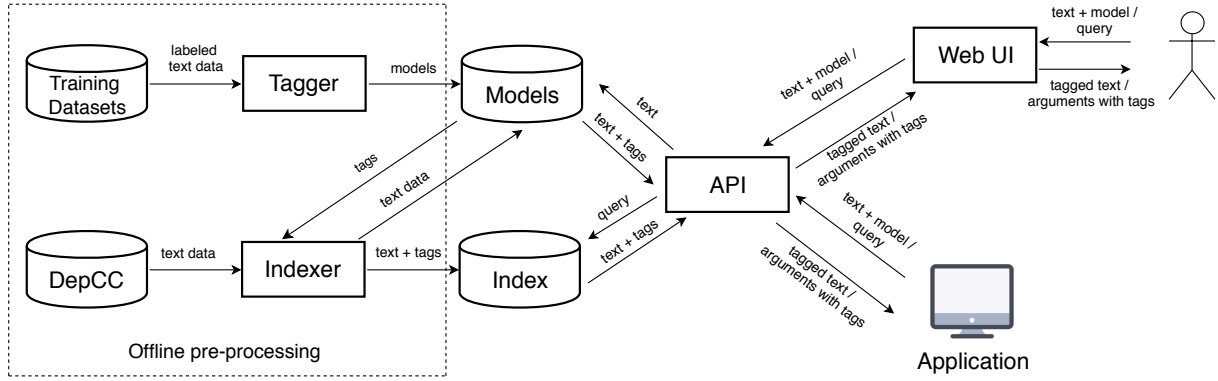 Training
Datasets
labeled
text data
Tagger
models
Models
tags
text data
DepCC
text data
Indexer
text + tags
Index
Offline pre-processing
text
text + tags
query
text + tags
API
text + model /
query
tagged text /
arguments with tags
Web UI
text + model /
query
tagged text /
arguments with tags
text + model /
query
tagged text /
arguments with tags
Application